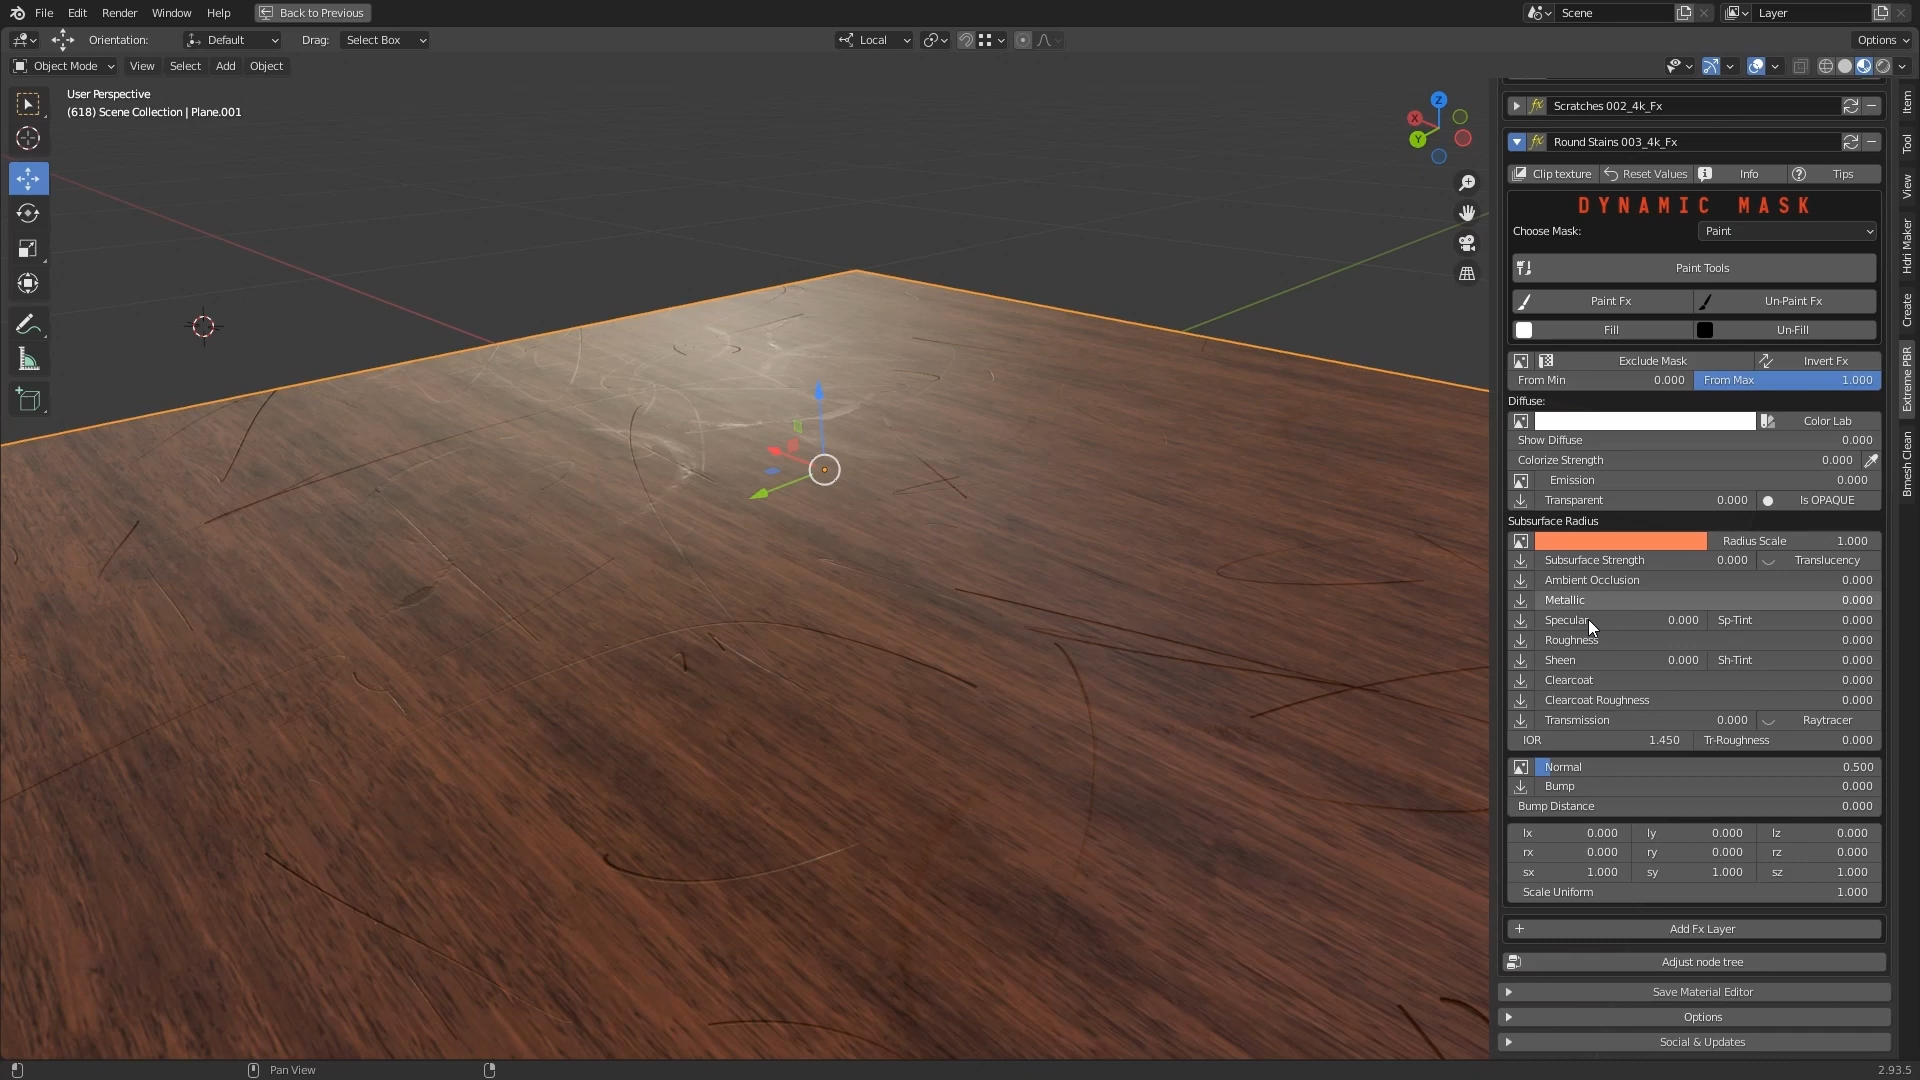 File Edit Render Window Help Back to Previous Scene Layer
Orientation: Default Drag: Select Box Local Options
Object Mode View Select Add Object
User Perspective
(618) Scene Collection | Plane.001
Z
X
Y
Scratches 002_4k_Fx
Round Stains 003_4k_Fx
Clip texture Reset Values Info Tips
DYNAMIC MASK
Choose Mask: Paint
Paint Tools
Paint Fx Un-Paint Fx
Fill Un-Fill
Exclude Mask Invert Fx
From Min 0.000 From Max 1.000
Diffuse:
Color Lab
Show Diffuse 0.000
Colorize Strength 0.000
Emission 0.000
Transparent 0.000 Is OPAQUE
Subsurface Radius
Radius Scale 1.000
Subsurface Strength 0.000 Translucency
Ambient Occlusion 0.000
Metallic 0.000
Specular 0.000 Sp-Tint 0.000
Roughness 0.000
Sheen 0.000 Sh-Tint 0.000
Clearcoat 0.000
Clearcoat Roughness 0.000
Transmission 0.000 Raytracer
IOR 1.450 Tr-Roughness 0.000
Normal 0.500
Bump 0.000
Bump Distance 0.000
lx 0.000 ly 0.000 lz 0.000
rx 0.000 ry 0.000 rz 0.000
sx 1.000 sy 1.000 sz 1.000
Scale Uniform 1.000
Add Fx Layer
Adjust node tree
Save Material Editor
Options
Social & Updates
Item
Tool
View
Hdri Maker
Create
Extreme PBR
Bmesh Clean
Pan View 2.93.5